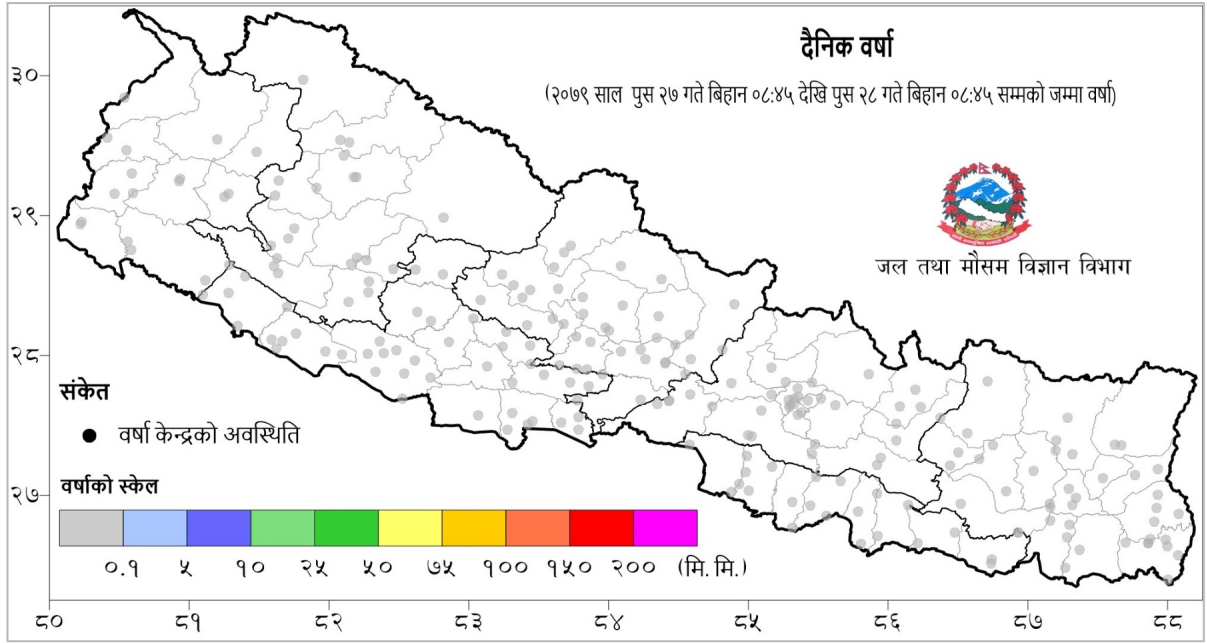 दैनिक वर्षा
(२०७९ साल पुस २७ गते बिहान ०८:४५ देखि पुस २८ गते बिहान ०८:४५ सम्मको जम्मा वर्षा)
जल तथा मौसम विज्ञान विभाग
३०
२९
२८
२७
संकेत
वर्षा केन्द्रको अवस्थिति
वर्षाको स्केल
०.१ ५ १० २५ ५० ७५ १०० १५० २०० (मि. मि.)
८० ८१ ८२ ८३ ८४ ८५ ८६ ८७ ८८